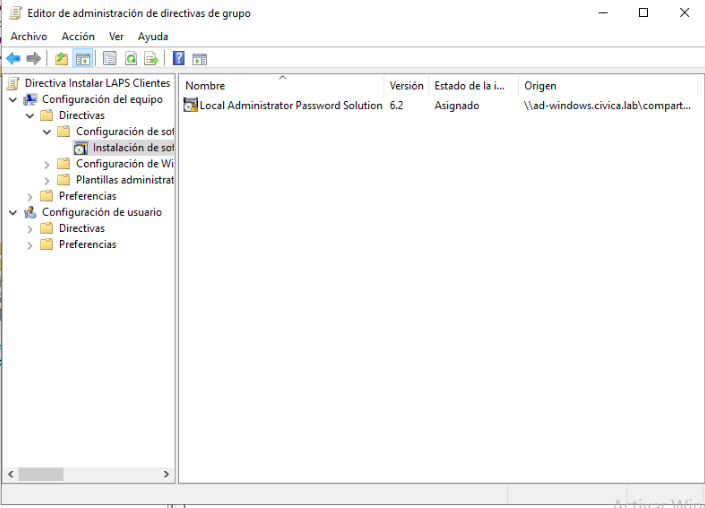 Editor de administración de directivas de grupo
Archivo Acción Ver Ayuda
Directiva Instalar LAPS Clientes
Configuración del equipo
Directivas
Configuración de sof
Instalación de sof
Configuración de Wi
Plantillas administrat
Preferencias
Configuración de usuario
Directivas
Preferencias
Nombre Versión Estado de la i... Origen
Local Administrator Password Solution 6.2 Asignado \\ad-windows.civica.lab\compart...